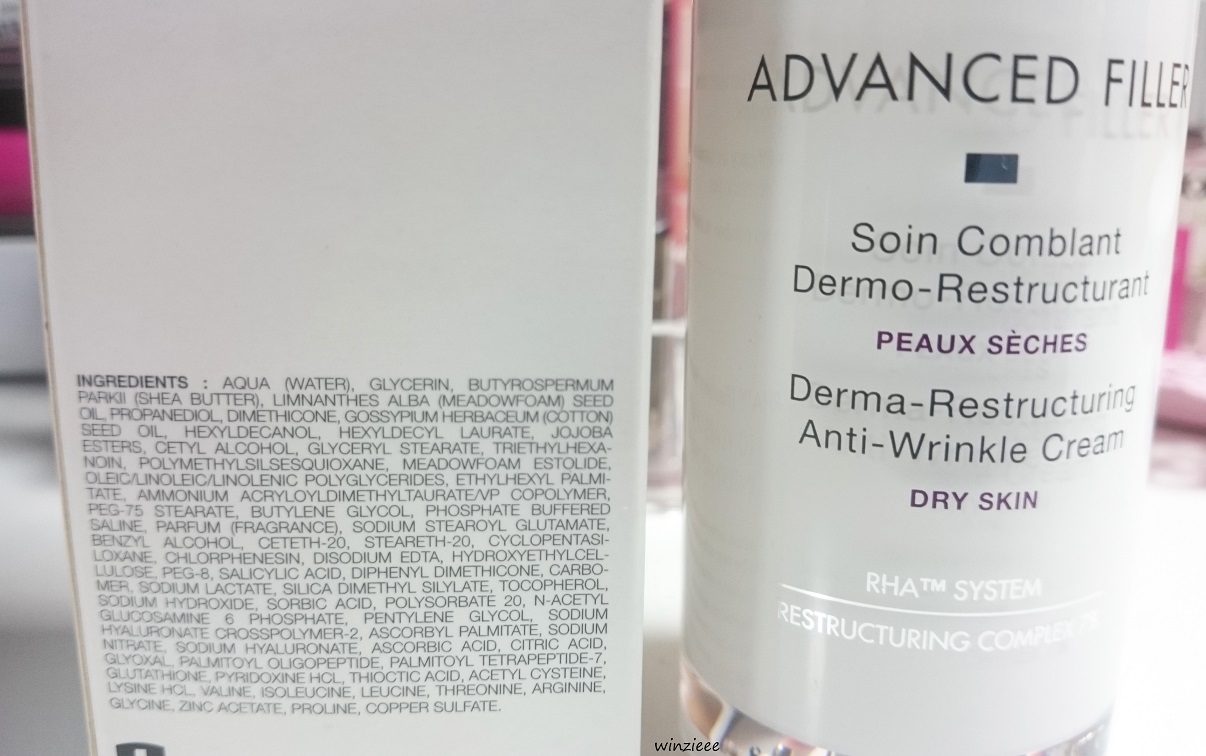 INGREDIENTS : AQUA (WATER), GLYCERIN, BUTYROSPERMUM
PARKII (SHEA BUTTER), LIMNANTHES ALBA (MEADOWFOAM) SEED
OIL, PROPANEDIOL, DIMETHICONE, GOSSYPIUM HERBACEUM (COTTON)
SEED OIL, HEXYLDECANOL, HEXYLDECYL LAURATE, JOJOBA
ESTERS, CETYL ALCOHOL, GLYCERYL STEARATE, TRIETHYLHEXA-
NOIN, POLYMETHYLSILSESQUIOXANE, MEADOWFOAM ESTOLIDE,
OLEIC/LINOLEIC/LINOLENIC POLYGLYCERIDES, ETHYLHEXYL PALMI-
TATE, AMMONIUM ACRYLOYLDIMETHYLTAURATE/VP COPOLYMER,
PEG-75 STEARATE, BUTYLENE GLYCOL, PHOSPHATE BUFFERED
SALINE, PARFUM (FRAGRANCE), SODIUM STEAROYL GLUTAMATE,
BENZYL ALCOHOL, CETETH-20, STEARETH-20, CYCLOPENTASI-
LOXANE, CHLORPHENESIN, DISODIUM EDTA, HYDROXYETHYLCEL-
LULOSE, PEG-8, SALICYLIC ACID, DIPHENYL DIMETHICONE, CARBO-
MER, SODIUM LACTATE, SILICA DIMETHYL SILYLATE, TOCOPHEROL,
SODIUM HYDROXIDE, SORBIC ACID, POLYSORBATE 20, N-ACETYL
GLUCOSAMINE 6 PHOSPHATE, PENTYLENE GLYCOL, SODIUM
HYALURONATE CROSSPOLYMER-2, ASCORBYL PALMITATE, SODIUM
NITRATE, SODIUM HYALURONATE, ASCORBIC ACID, CITRIC ACID,
GLYOXAL, PALMITOYL OLIGOPEPTIDE, PALMITOYL TETRAPEPTIDE-7,
GLUTATHIONE, PYRIDOXINE HCL, THIOCTIC ACID, ACETYL CYSTEINE,
LYSINE HCL, VALINE, ISOLEUCINE, LEUCINE, THREONINE, ARGININE,
GLYCINE, ZINC ACETATE, PROLINE, COPPER SULFATE.
ADVANCED FILLER
Soin Comblant
Dermo-Restructurant
PEAUX SÈCHES
Derma-Restructuring
Anti-Wrinkle Cream
DRY SKIN
RHA™ SYSTEM
RESTRUCTURING COMPLEX 7%
winzieee